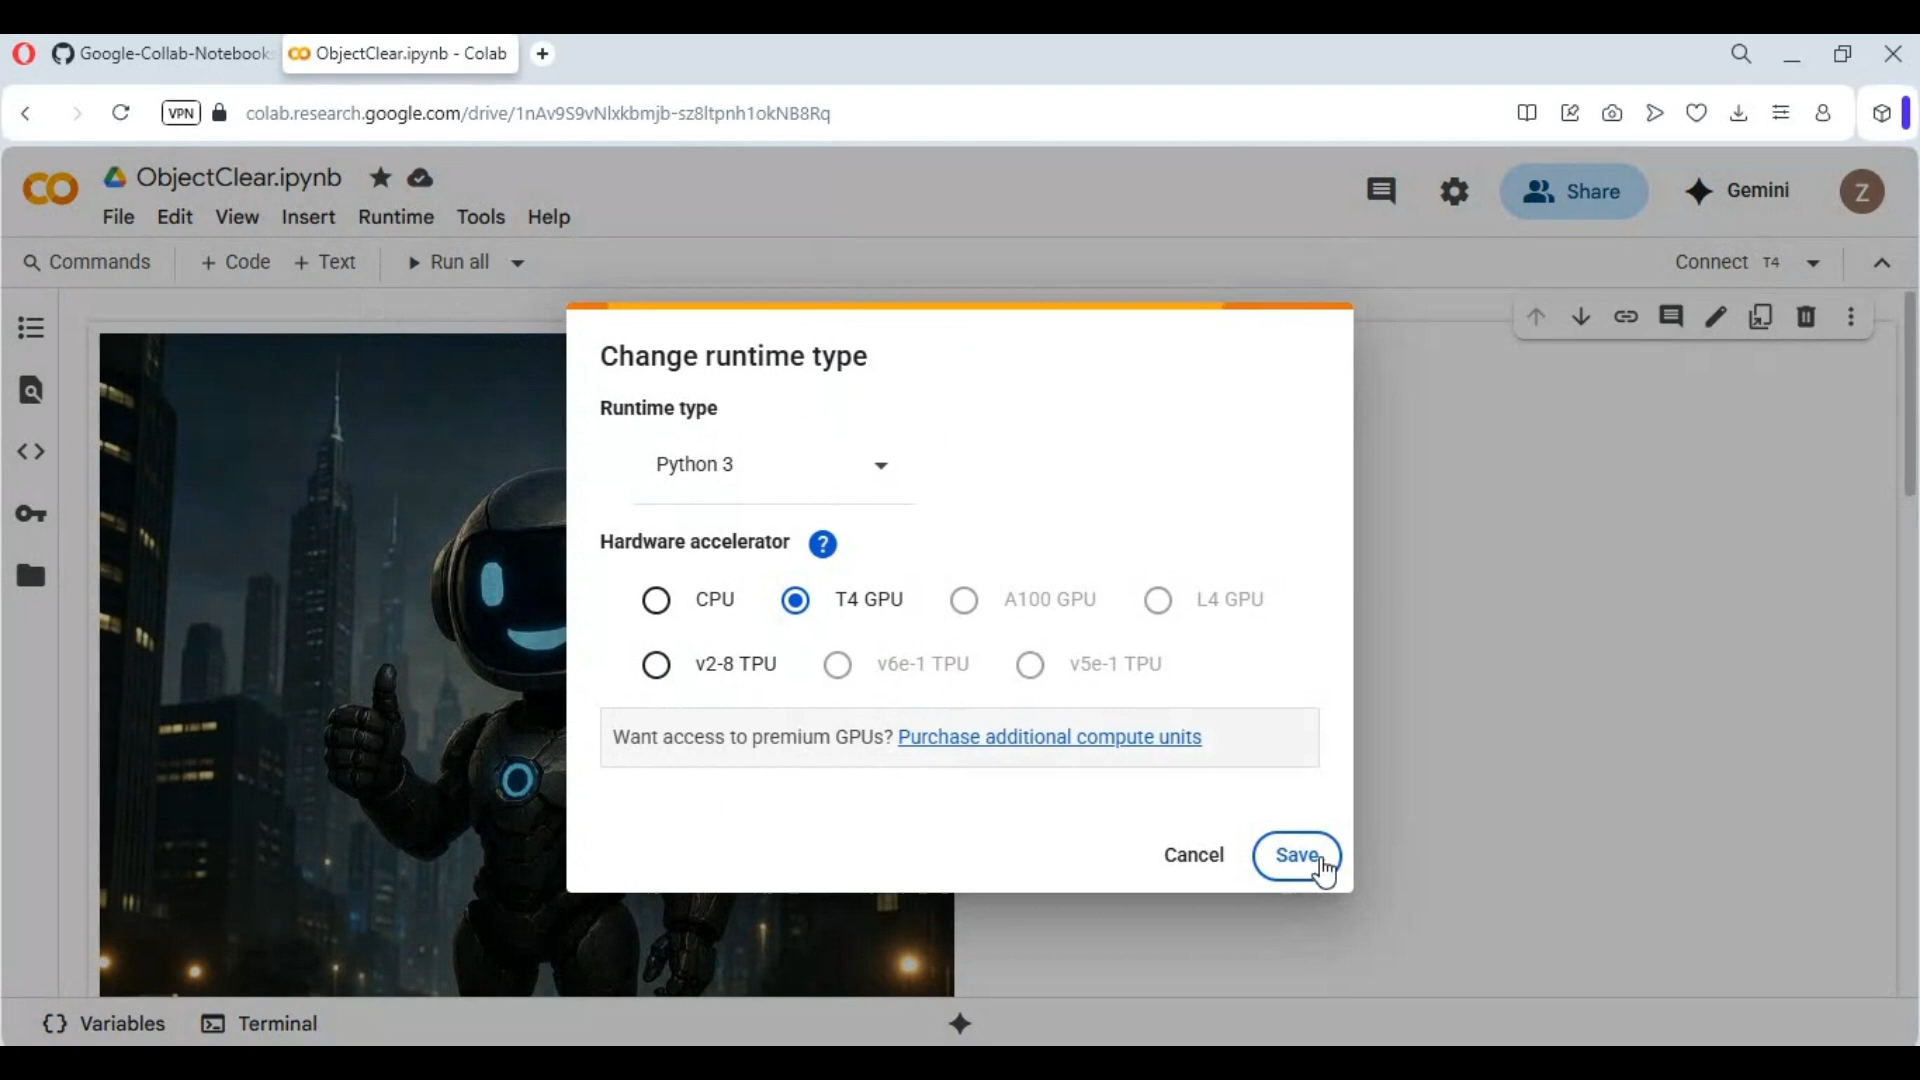 Google-Collab-Notebooks
ObjectClear.ipynb - Colab
VPN
colab.research.google.com/drive/1nAv9S9vNlxkbmjb-sz8ltpnh1okNB8Rq
ObjectClear.ipynb
File Edit View Insert Runtime Tools Help
Share
Gemini
Z
Commands + Code + Text Run all
Connect T4
Change runtime type
Runtime type
Python 3
Hardware accelerator ?
CPU T4 GPU A100 GPU L4 GPU
v2-8 TPU v6e-1 TPU v5e-1 TPU
Want access to premium GPUs? Purchase additional compute units
Cancel Save
Variables Terminal